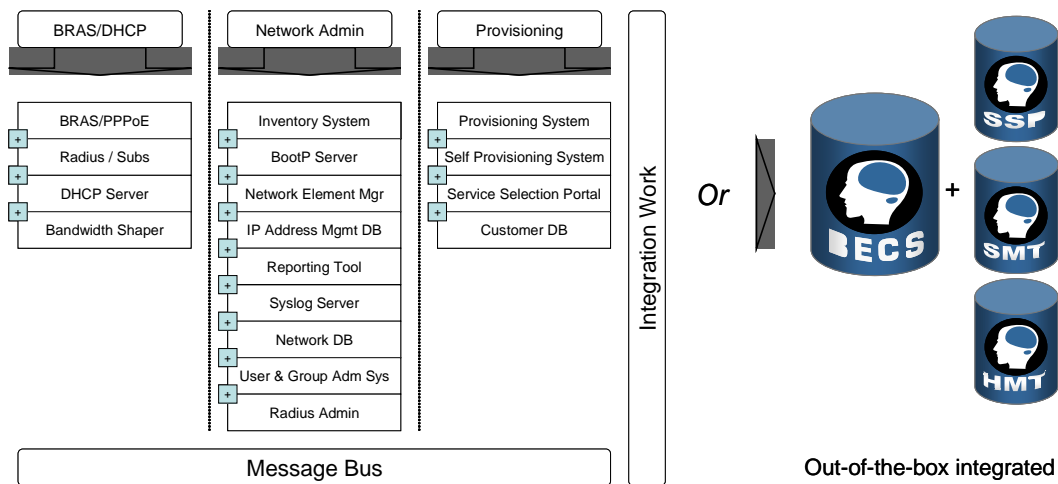 BRAS/DHCP
BRAS/PPPoE
+
Radius / Subs
+
DHCP Server
+
Bandwidth Shaper
Network Admin
Inventory System
+
BootP Server
+
Network Element Mgr
+
IP Address Mgmt DB
+
Reporting Tool
+
Syslog Server
+
Network DB
+
User & Group Adm Sys
+
Radius Admin
Provisioning
Provisioning System
+
Self Provisioning System
+
Service Selection Portal
+
Customer DB
Message Bus
Integration Work
Or
BECS
+
SSP
SMT
HMT
Out-of-the-box integrated